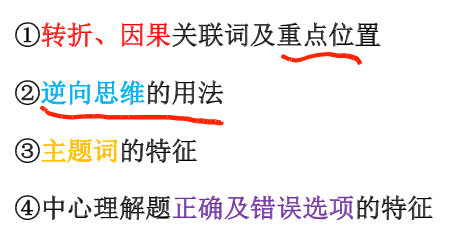 ①转折、因果关联词及重点位置
②逆向思维的用法
③主题词的特征
④中心理解题正确及错误选项的特征